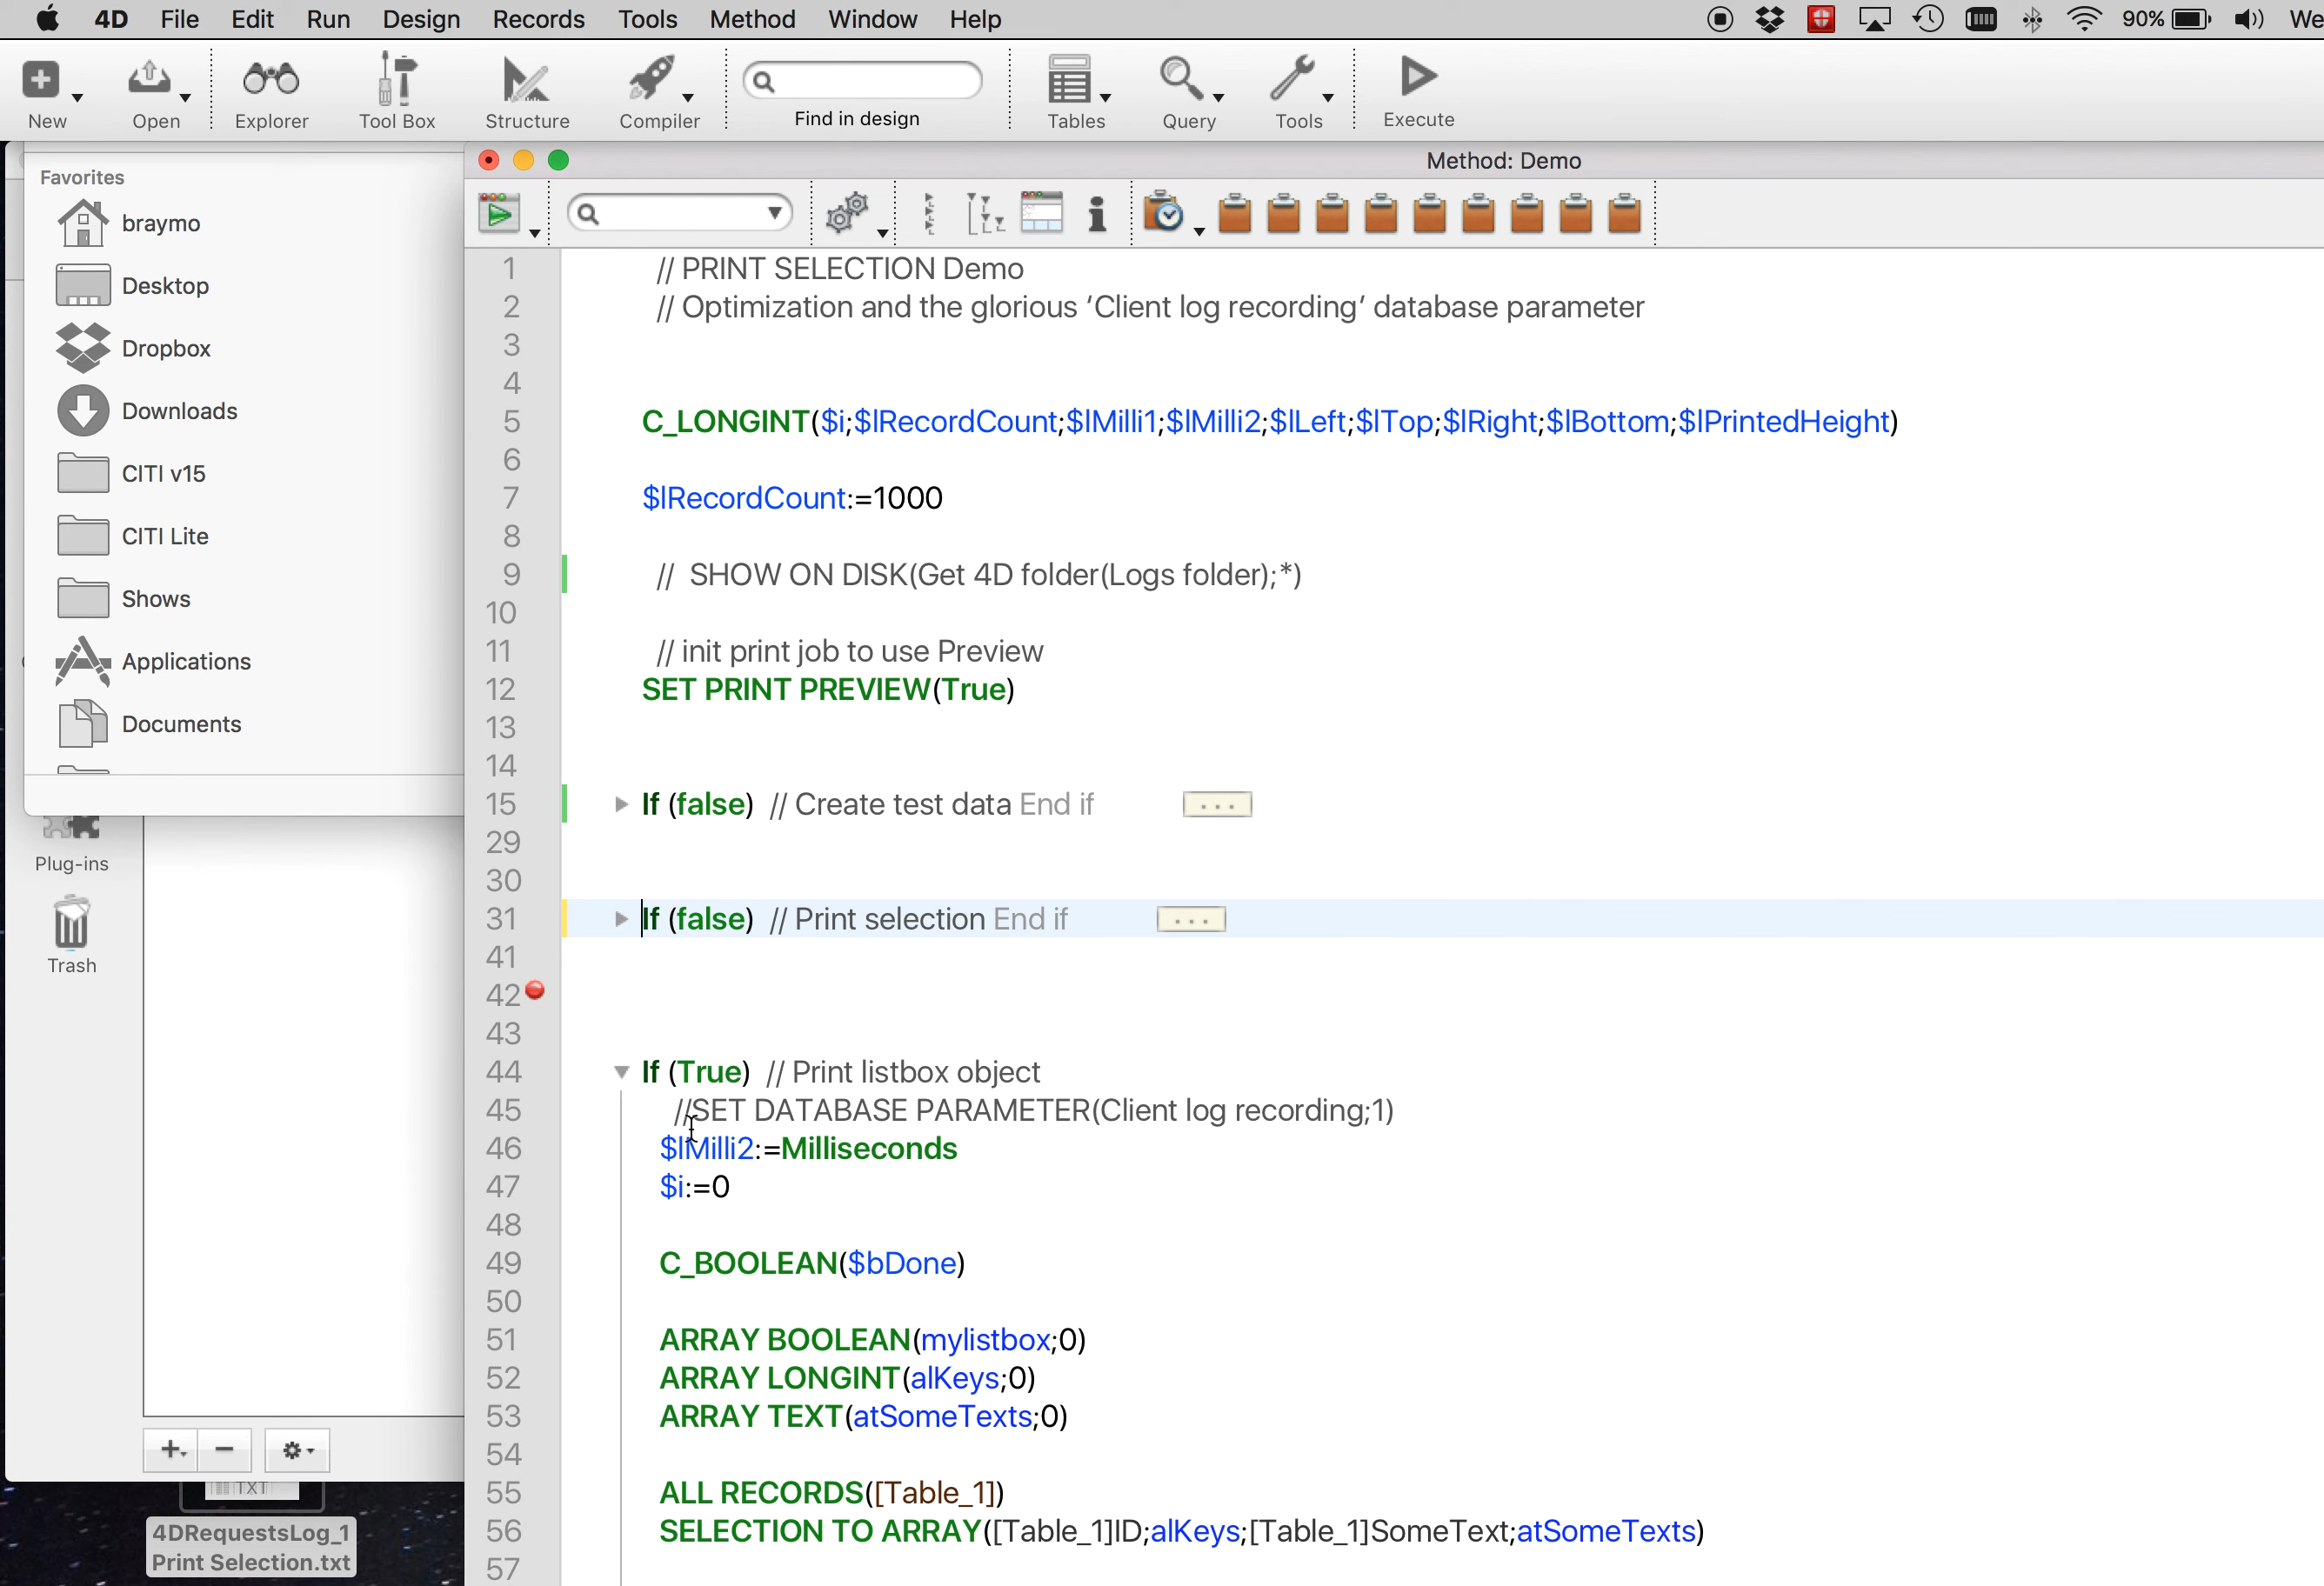 4D File Edit Run Design Records Tools Method Window Help 90% We
New Open Explorer Tool Box Structure Compiler Find in design Tables Query Tools Execute
Method: Demo
Favorites
braymo
Desktop
Dropbox
Downloads
CITI v15
CITI Lite
Shows
Applications
Documents
Plug-ins
Trash
TXT
4DRequestsLog_1
Print Selection.txt
1 // PRINT SELECTION Demo
2 // Optimization and the glorious ‘Client log recording’ database parameter
3
4
5 C_LONGINT($i;$lRecordCount;$lMilli1;$lMilli2;$lLeft;$lTop;$lRight;$lBottom;$lPrintedHeight)
6
7 $lRecordCount:=1000
8
9 // SHOW ON DISK(Get 4D folder(Logs folder);*)
10
11 // init print job to use Preview
12 SET PRINT PREVIEW(True)
13
14
15 If (false) // Create test data End if ...
29
30
31 If (false) // Print selection End if ...
41
42
43
44 If (True) // Print listbox object
45 //SET DATABASE PARAMETER(Client log recording;1)
46 $lMilli2:=Milliseconds
47 $i:=0
48
49 C_BOOLEAN($bDone)
50
51 ARRAY BOOLEAN(mylistbox;0)
52 ARRAY LONGINT(alKeys;0)
53 ARRAY TEXT(atSomeTexts;0)
54
55 ALL RECORDS([Table_1])
56 SELECTION TO ARRAY([Table_1]ID;alKeys;[Table_1]SomeText;atSomeTexts)
57